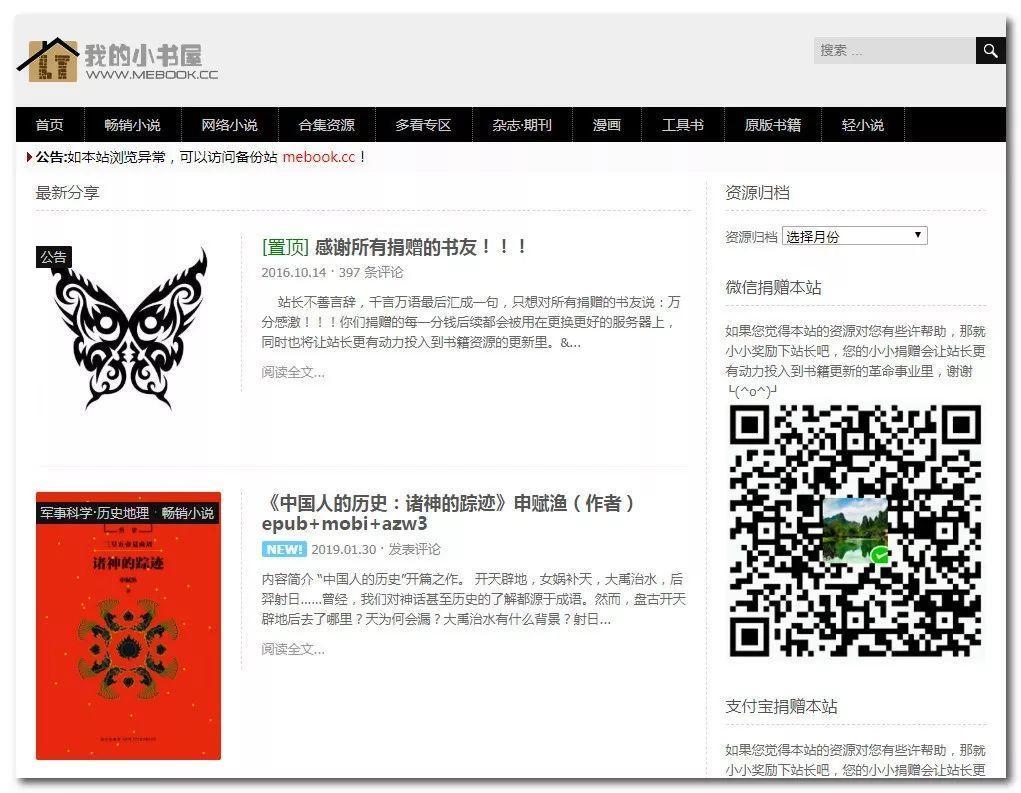 我的小书屋
WWW.MEBOOK.CC
搜索 ...
首页 畅销小说 网络小说 合集资源 多看专区 杂志·期刊 漫画 工具书 原版书籍 轻小说
公告:如本站浏览异常，可以访问备份站 mebook.cc！
最新分享
公告
[置顶] 感谢所有捐赠的书友！！！
2016.10.14 · 397 条评论
站长不善言辞，千言万语最后汇成一句，只想对所有捐赠的书友说：万
分感激！！！你们捐赠的每一分钱后续都会被用在更换更好的服务器上，
同时也将让站长更有动力投入到书籍资源的更新里。&...
阅读全文...
军事科学·历史地理 · 畅销小说
诸神的踪迹
《中国人的历史：诸神的踪迹》申赋渔（作者）
epub+mobi+azw3
NEW! 2019.01.30 · 发表评论
内容简介 “中国人的历史”开篇之作。 开天辟地，女娲补天，大禹治水，后
羿射日……曾经，我们对神话甚至历史的了解都源于成语。然而，盘古开天
辟地后去了哪里？天为何会漏？大禹治水有什么背景？射日...
阅读全文...
资源归档
资源归档 选择月份
微信捐赠本站
如果您觉得本站的资源对您有些许帮助，那就
小小奖励下站长吧，您的小小捐赠会让站长更
有动力投入到书籍更新的革命事业里，谢谢
╰(^o^)╯
支付宝捐赠本站
如果您觉得本站的资源对您有些许帮助，那就
小小奖励下站长吧，您的小小捐赠会让站长更